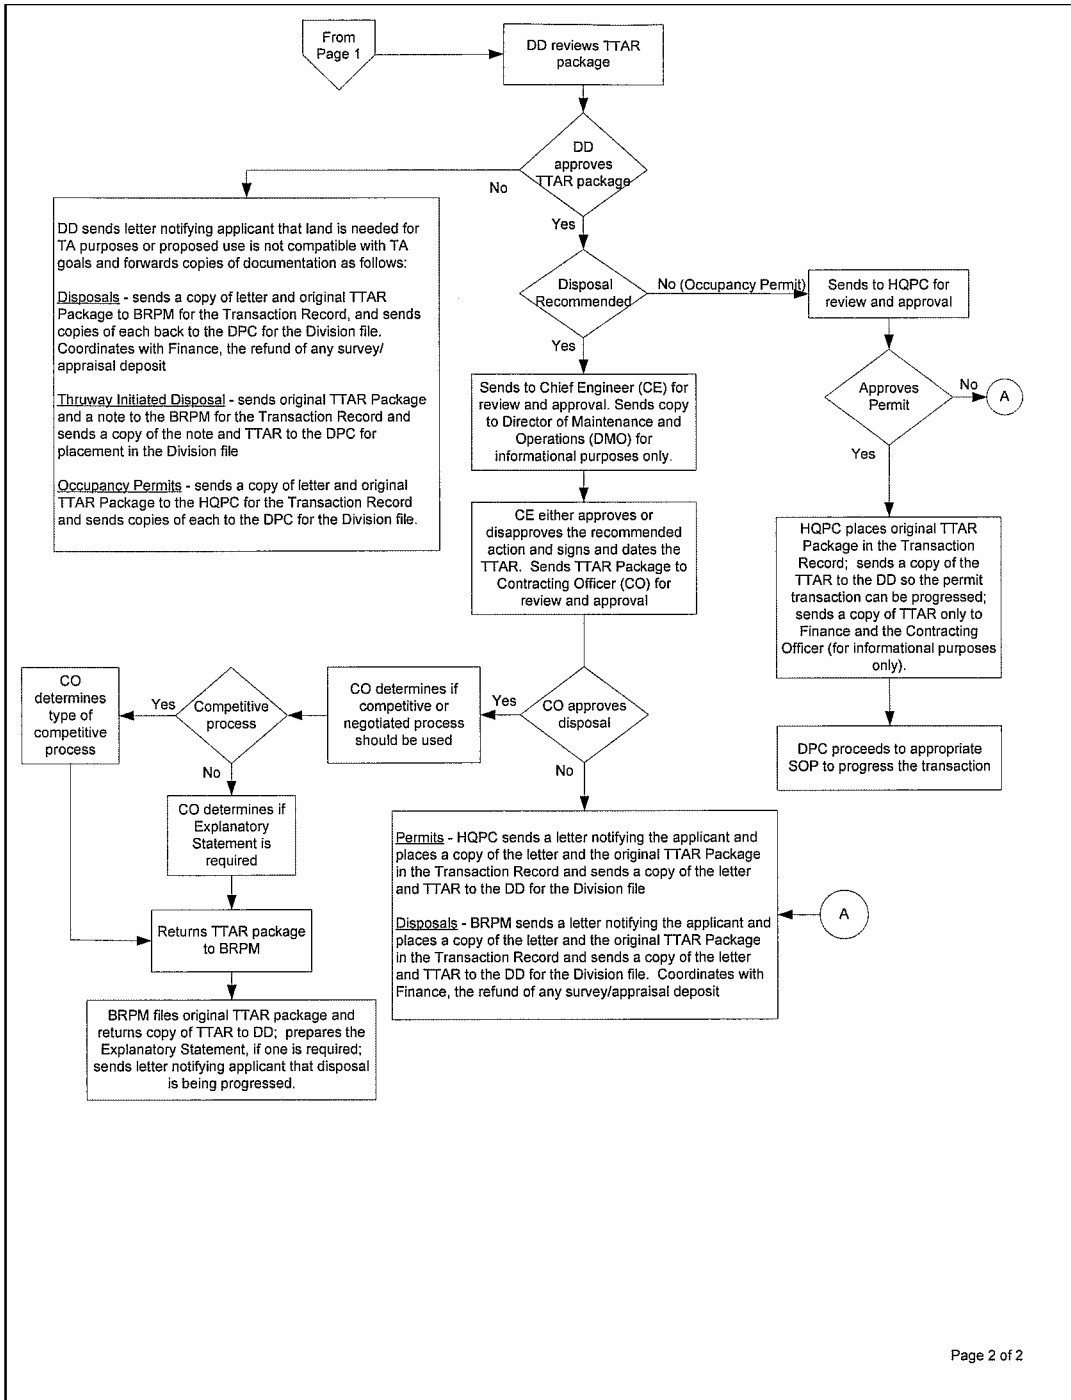 From
Page 1
DD reviews TTAR
package
DD
approves
TTAR package
No
Yes
DD sends letter notifying applicant that land is needed for
TA purposes or proposed use is not compatible with TA
goals and forwards copies of documentation as follows:
Disposals - sends a copy of letter and original TTAR
Package to BRPM for the Transaction Record, and sends
copies of each back to the DPC for the Division file.
Coordinates with Finance, the refund of any survey/
appraisal deposit
Thruway Initiated Disposal - sends original TTAR Package
and a note to the BRPM for the Transaction Record and
sends a copy of the note and TTAR to the DPC for
placement in the Division file
Occupancy Permits - sends a copy of letter and original
TTAR Package to the HQPC for the Transaction Record
and sends copies of each to the DPC for the Division file.
Disposal
Recommended
No (Occupancy Permit)
Yes
Sends to HQPC for
review and approval
Approves
Permit
No
A
Yes
Sends to Chief Engineer (CE) for
review and approval. Sends copy
to Director of Maintenance and
Operations (DMO) for
informational purposes only.
CE either approves or
disapproves the recommended
action and signs and dates the
TTAR. Sends TTAR Package to
Contracting Officer (CO) for
review and approval
HQPC places original TTAR
Package in the Transaction
Record; sends a copy of the
TTAR to the DD so the permit
transaction can be progressed;
sends a copy of TTAR only to
Finance and the Contracting
Officer (for informational purposes
only).
DPC proceeds to appropriate
SOP to progress the transaction
CO approves
disposal
Yes
No
CO determines if
competitive or
negotiated process
should be used
Competitive
process
Yes
No
CO
determines
type of
competitive
process
CO determines if
Explanatory
Statement is
required
Returns TTAR package
to BRPM
BRPM files original TTAR package and
returns copy of TTAR to DD; prepares the
Explanatory Statement, if one is required;
sends letter notifying applicant that disposal
is being progressed.
Permits - HQPC sends a letter notifying the applicant and
places a copy of the letter and the original TTAR Package
in the Transaction Record and sends a copy of the letter
and TTAR to the DD for the Division file
Disposals - BRPM sends a letter notifying the applicant and
places a copy of the letter and the original TTAR Package
in the Transaction Record and sends a copy of the letter
and TTAR to the DD for the Division file. Coordinates with
Finance, the refund of any survey/appraisal deposit
A
Page 2 of 2